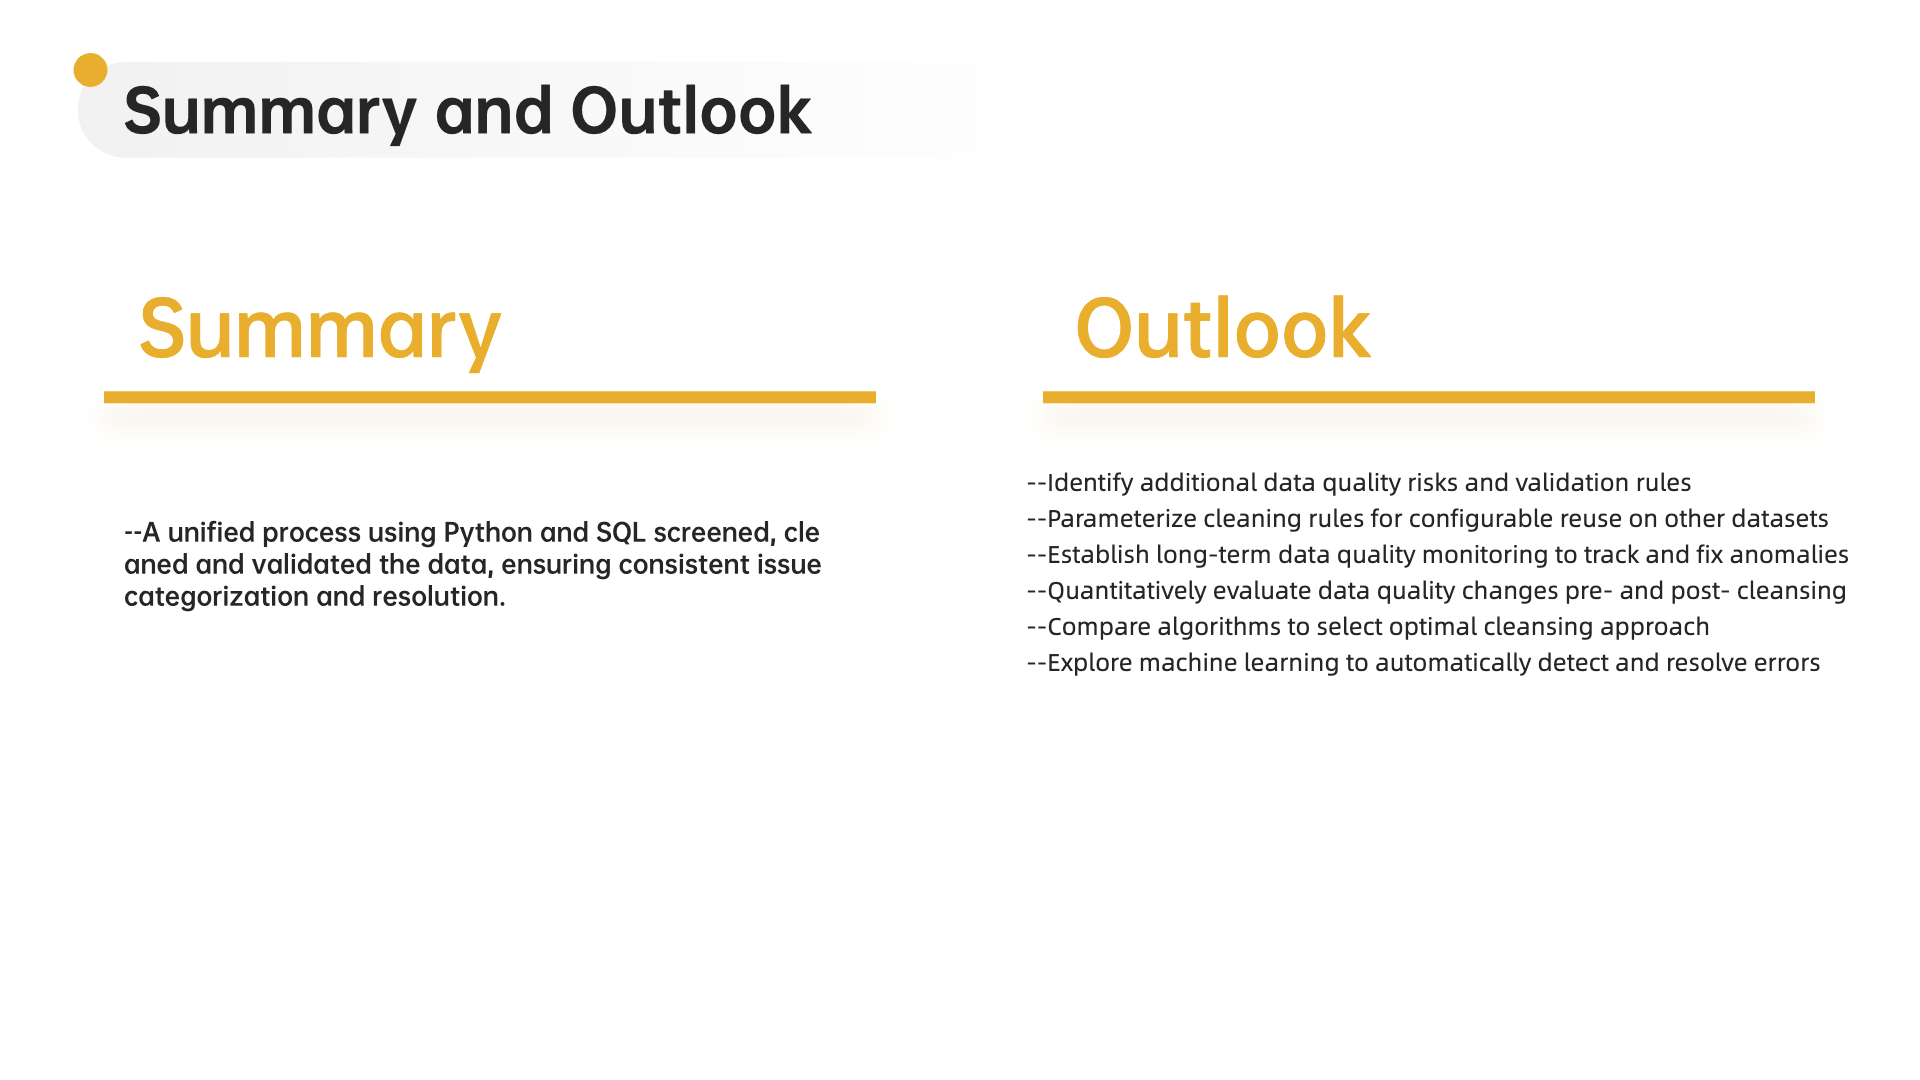 Summary and Outlook
Summary
--A unified process using Python and SQL screened, cle
aned and validated the data, ensuring consistent issue
categorization and resolution.
Outlook
--Identify additional data quality risks and validation rules
--Parameterize cleaning rules for configurable reuse on other datasets
--Establish long-term data quality monitoring to track and fix anomalies
--Quantitatively evaluate data quality changes pre- and post- cleansing
--Compare algorithms to select optimal cleansing approach
--Explore machine learning to automatically detect and resolve errors